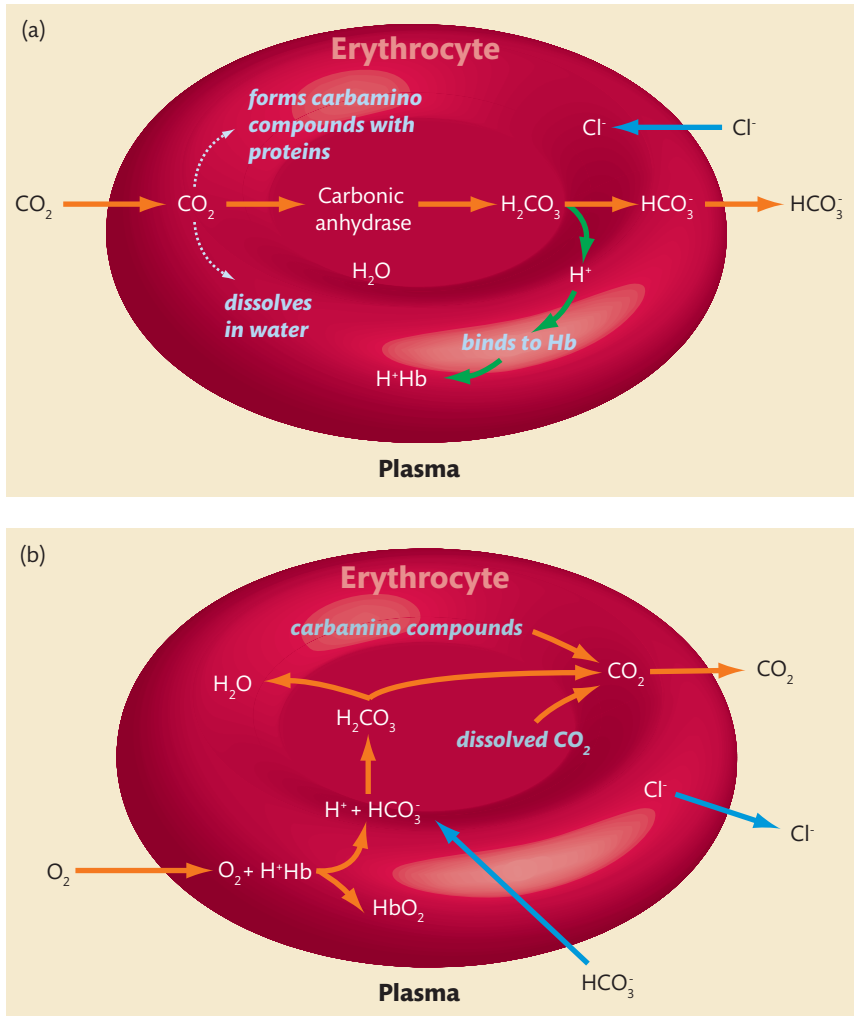 (a)
Erythrocyte
forms carbamino
compounds with
proteins
Cl⁻ Cl⁻
CO₂ CO₂ Carbonic
anhydrase H₂CO₃ HCO₃⁻ HCO₃⁻
H₂O H⁺
dissolves
in water
binds to Hb
H⁺Hb
Plasma
(b)
Erythrocyte
carbamino compounds
H₂O CO₂ CO₂
H₂CO₃
dissolved CO₂
Cl⁻
H⁺ + HCO₃⁻
Cl⁻
O₂ O₂ + H⁺Hb
HbO₂
HCO₃⁻
Plasma